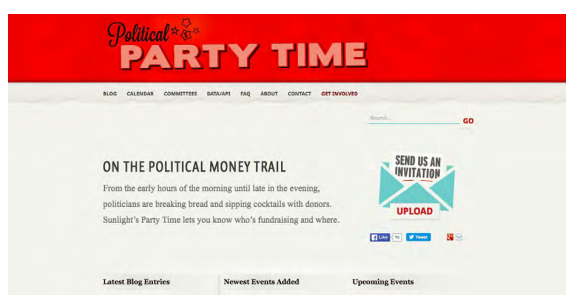 Political
PARTY TIME
BLOG CALENDAR COMMITTEES DATA/API FAQ ABOUT CONTACT GET INVOLVED
Search... GO
ON THE POLITICAL MONEY TRAIL
From the early hours of the morning until late in the evening,
politicians are breaking bread and sipping cocktails with donors.
Sunlight's Party Time lets you know who's fundraising and where.
SEND US AN
INVITATION
UPLOAD
Like Tweet
Latest Blog Entries Newest Events Added Upcoming Events